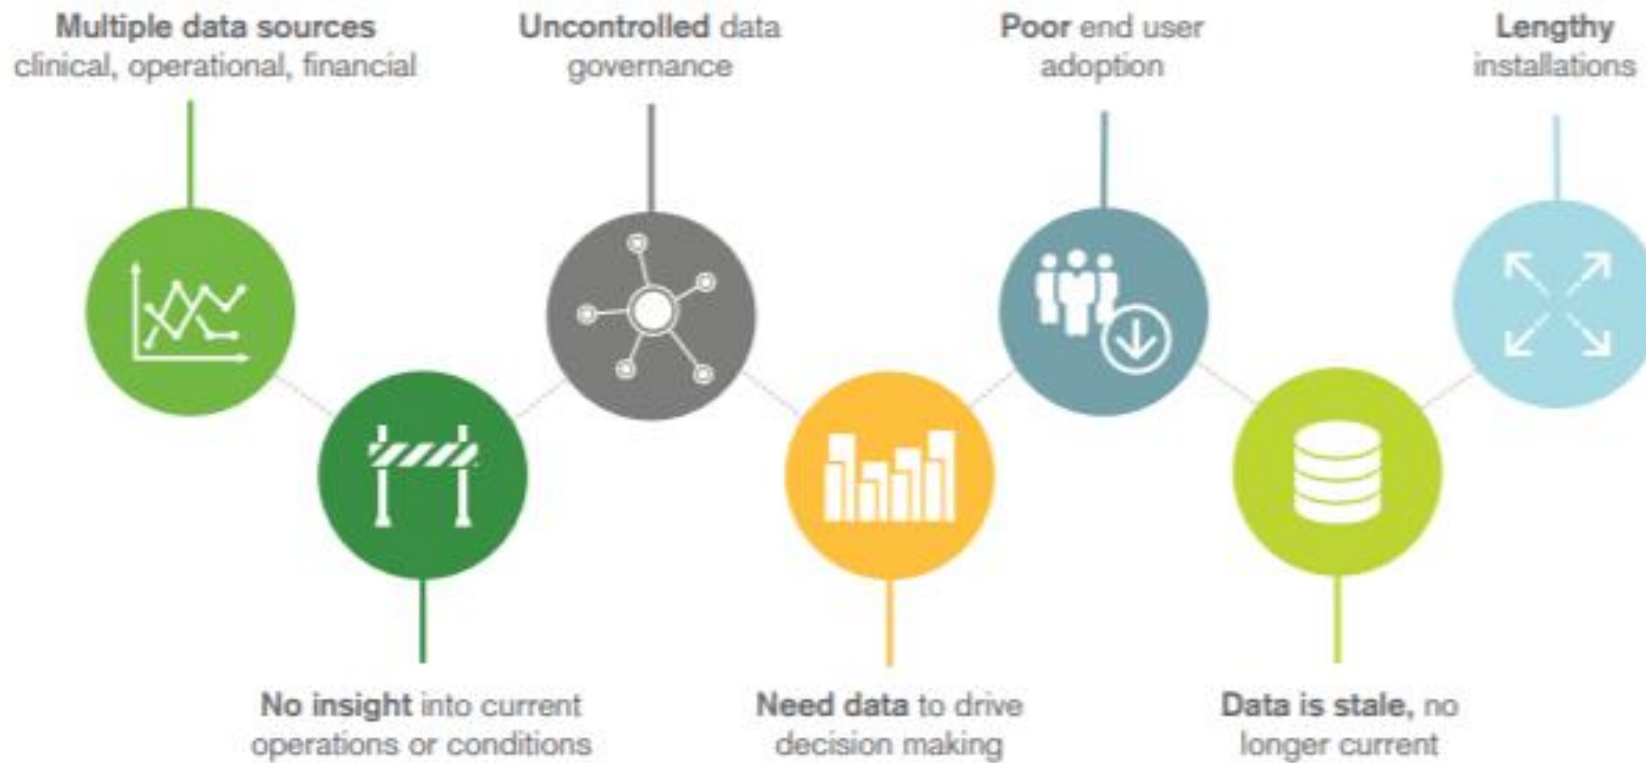 Multiple data sources
clinical, operational, financial
Uncontrolled data
governance
Poor end user
adoption
Lengthy
installations
No insight into current
operations or conditions
Need data to drive
decision making
Data is stale, no
longer current